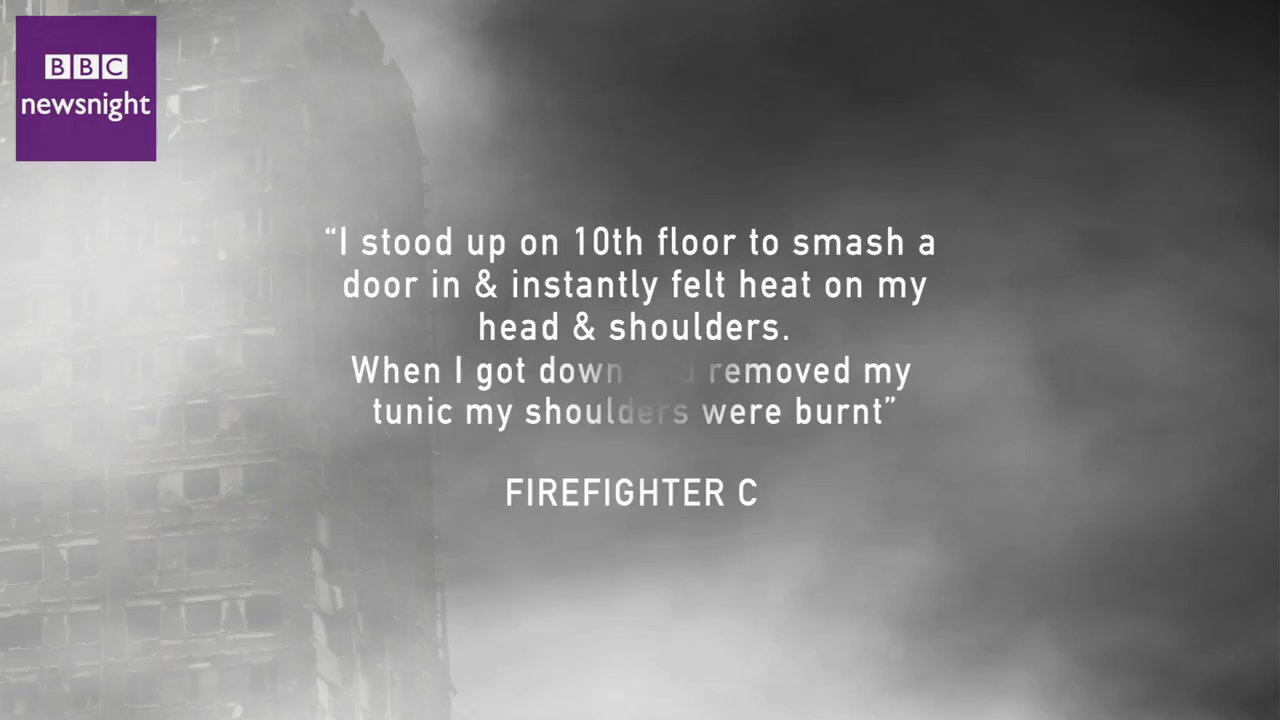 BBC
newsnight
“I stood up on 10th floor to smash a
door in & instantly felt heat on my
head & shoulders.
When I got down removed my
tunic my shoulders were burnt”
FIREFIGHTER C